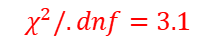 χ²/.dnf = 3.1